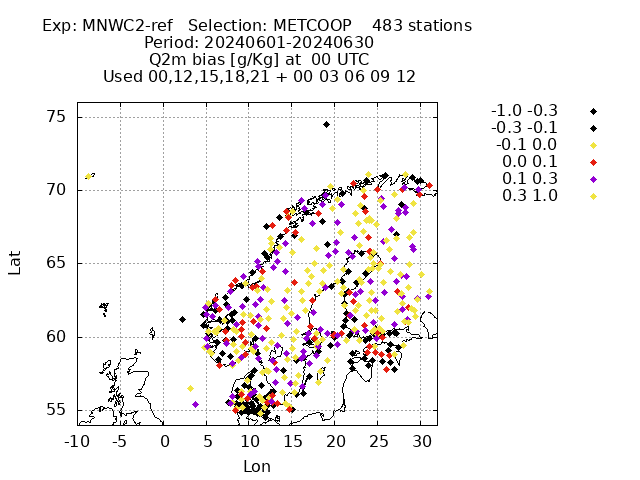 Exp: MNWC2-ref   Selection: METCOOP    483 stations
Period: 20240601-20240630
Q2m bias [g/Kg] at  00 UTC
Used 00,12,15,18,21 + 00 03 06 09 12
-1.0 -0.3
-0.3 -0.1
-0.1 0.0
0.0 0.1
0.1 0.3
0.3 1.0
75
70
65
60
55
Lat
-10 -5 0 5 10 15 20 25 30
Lon